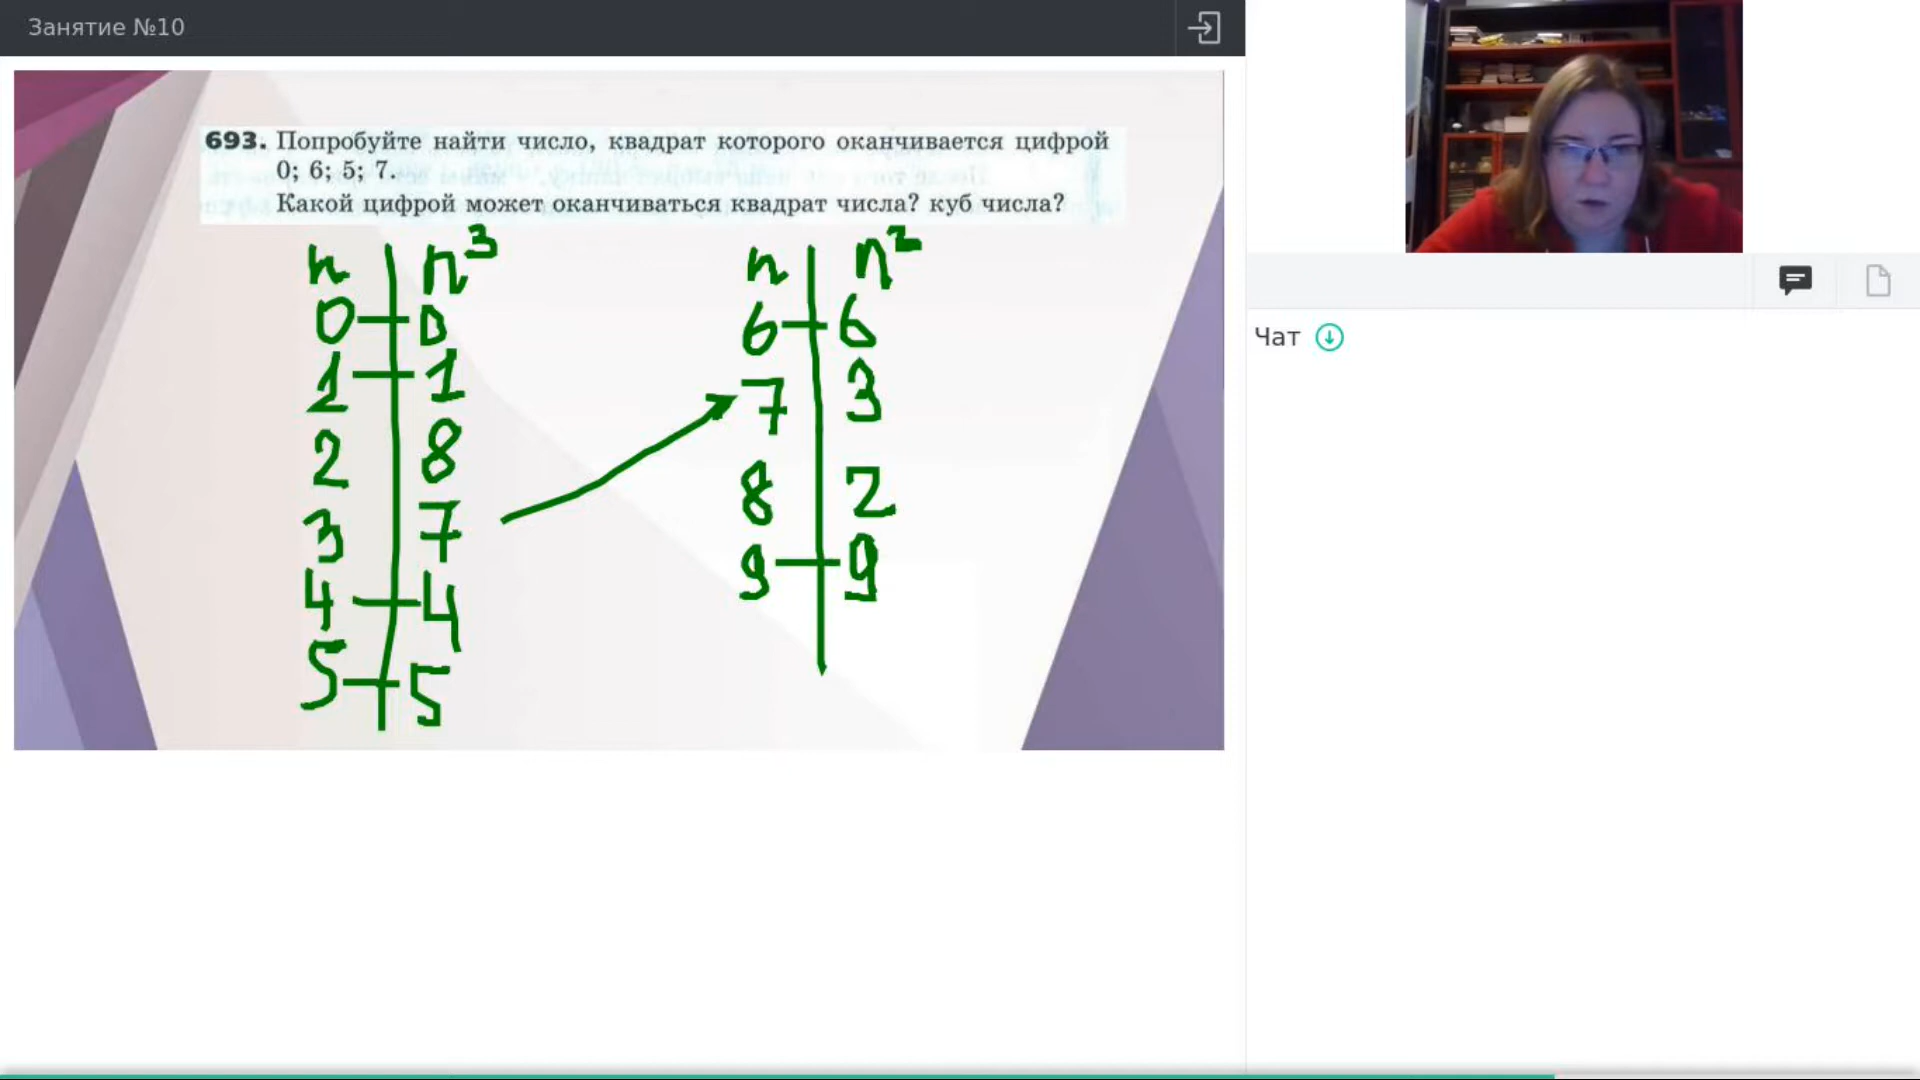 Занятие №10
693. Попробуйте найти число, квадрат которого оканчивается цифрой
0; 6; 5; 7.
Какой цифрой может оканчиваться квадрат числа? куб числа?
n n³
0 0
1 1
2 8
3 7
4 4
5 5
n n²
6 6
7 3
8 2
9 9
Чат